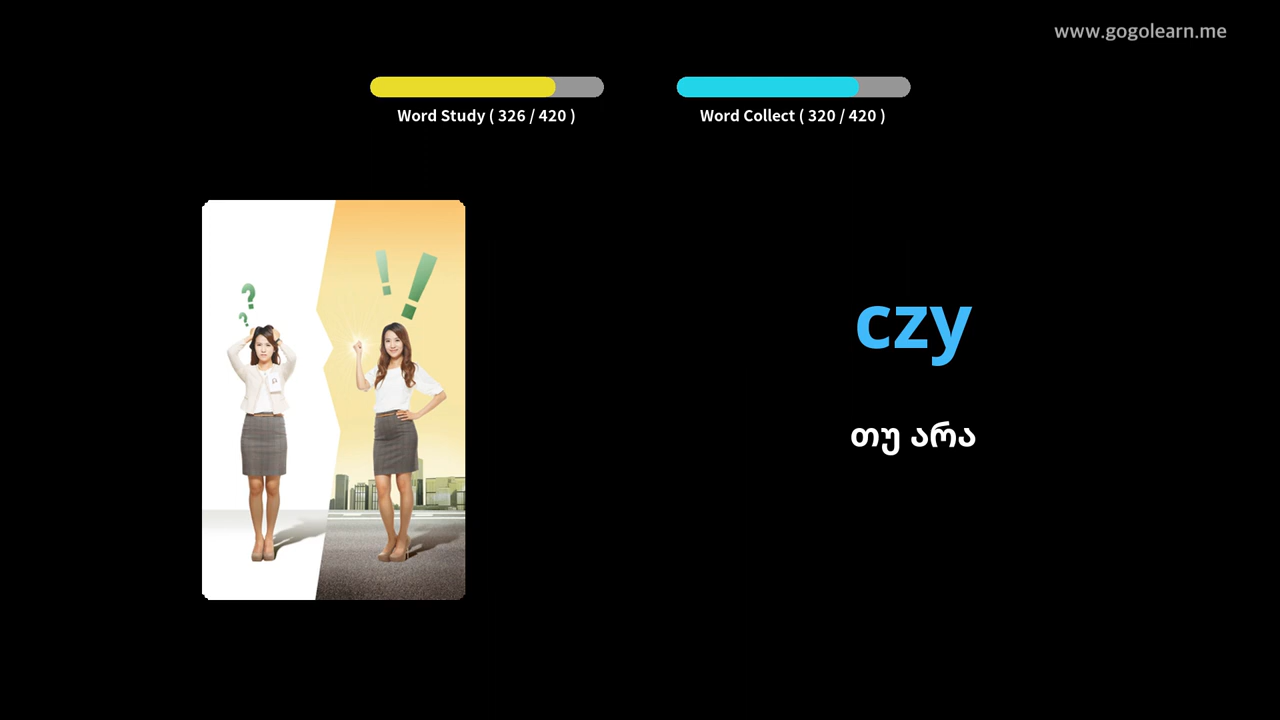 www.gogolearn.me
Word Study ( 326 / 420 )
Word Collect ( 320 / 420 )
? ?
! !
czy
თუ არა